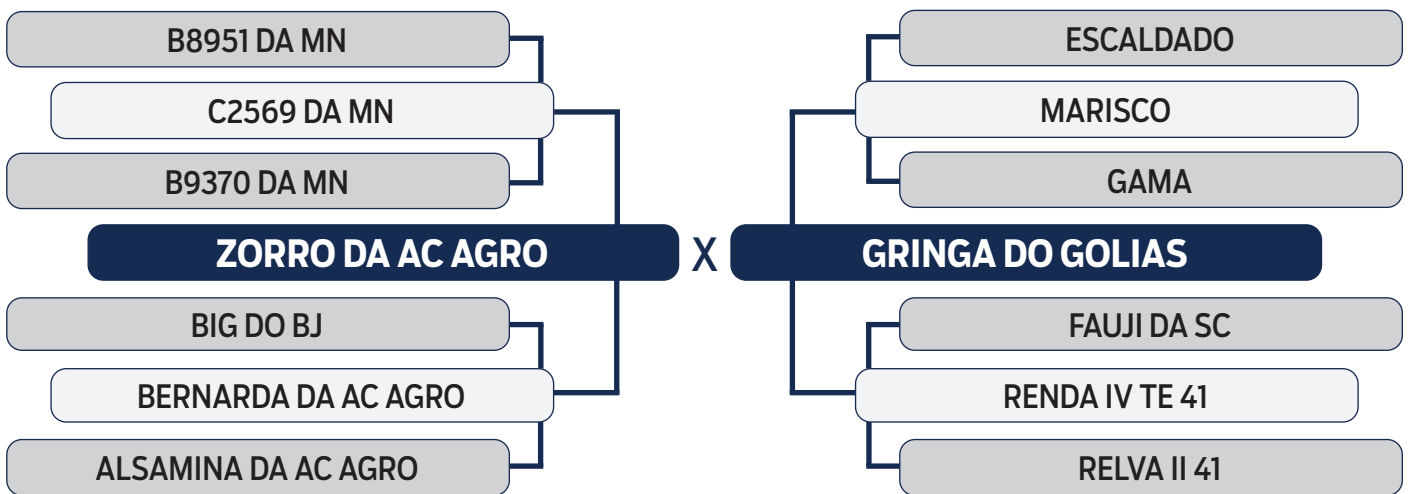 B8951 DA MN
C2569 DA MN
B9370 DA MN
ZORRO DA AC AGRO
BIG DO BJ
BERNARDA DA AC AGRO
ALSAMINA DA AC AGRO
X
ESCALDADO
MARISCO
GAMA
GRINGA DO GOLIAS
FAUJI DA SC
RENDA IV TE 41
RELVA II 41